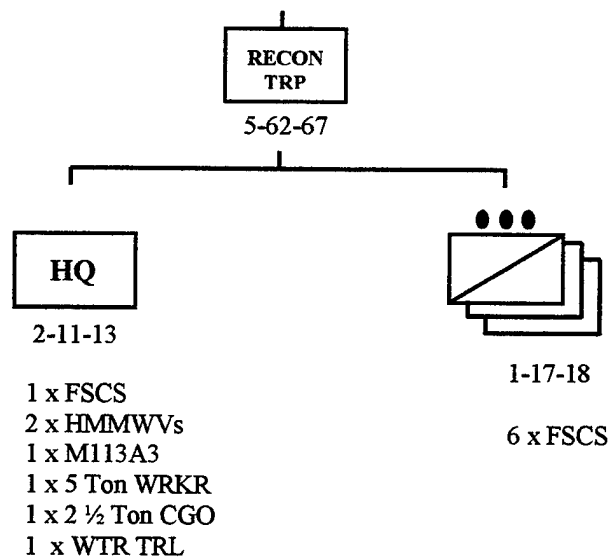 RECON
TRP
5-62-67
HQ
2-11-13
1 x FSCS
2 x HMMWVs
1 x M113A3
1 x 5 Ton WRKR
1 x 2 ½ Ton CGO
1 x WTR TRL
1-17-18
6 x FSCS